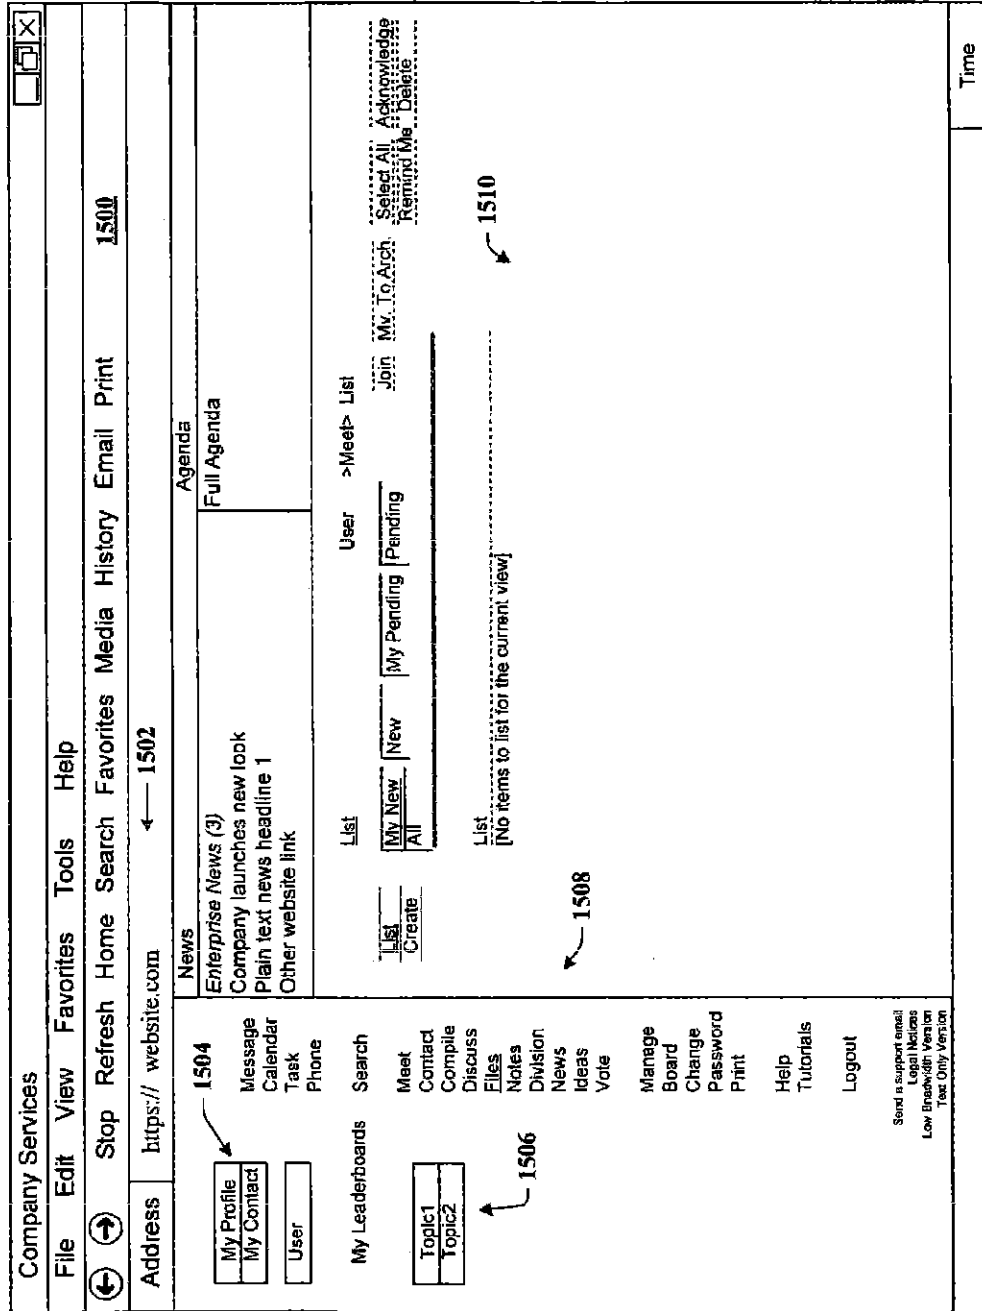 Company Services
File Edit View Favorites Tools Help
Stop Refresh Home Search Favorites Media History Email Print 1500
Address https:// website.com 1502
News
Agenda
Enterprise News (3)
Company launches new look
Plain text news headline 1
Other website link
Full Agenda
1504
My Profile
My Contact
User
My Leaderboards
Topic1
Topic2
1506
Message
Calendar
Task
Phone
Search
Meet
Contact
Compile
Discuss
Files
Notes
Division
News
Ideas
Vote
Manage
Board
Change
Password
Print
Help
Tutorials
Logout
Send a support email
Legal Notices
Low Bnadwidth Version
Text Only Version
1508
List
Create
List User >Meet> List
My New New My Pending Pending
All
Join Mv. To Arch. Select All Acknowledge
Remind Me Delete
List
[No items to list for the current view]
1510
Time